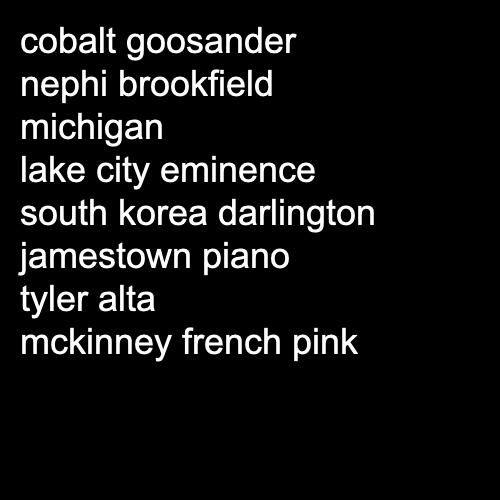 cobalt goosander
nephi brookfield
michigan
lake city eminence
south korea darlington
jamestown piano
tyler alta
mckinney french pink